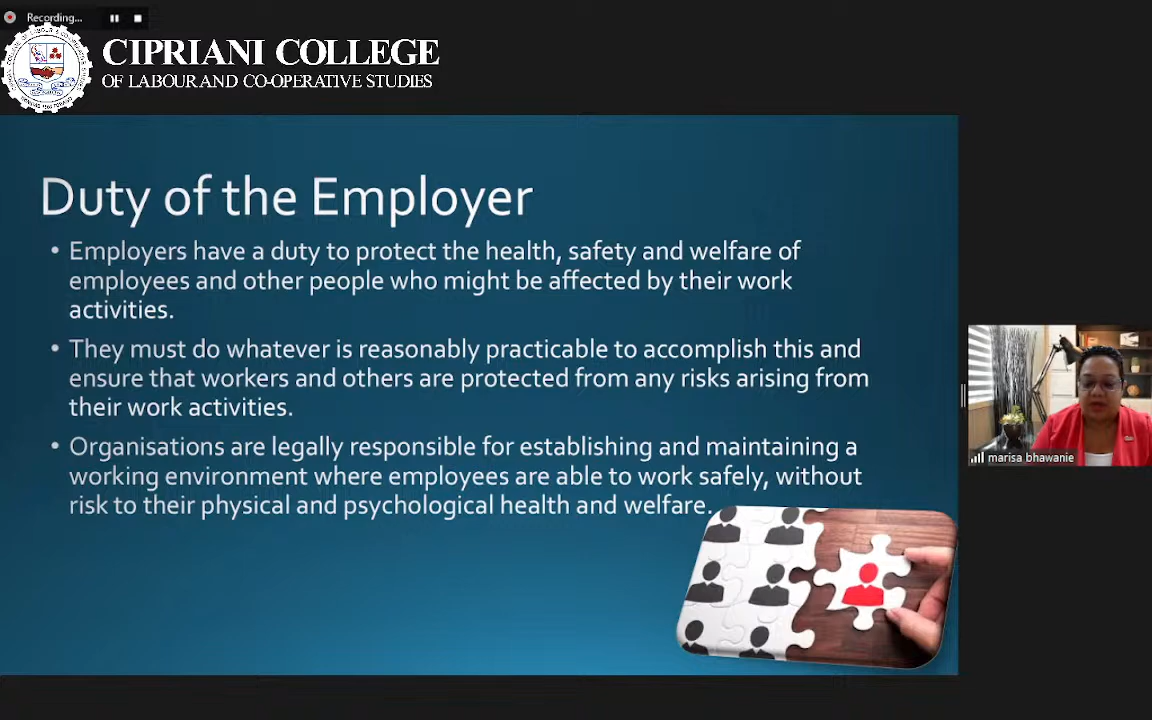 Recording...
CIPRIANI COLLEGE
OF LABOUR AND CO-OPERATIVE STUDIES
Duty of the Employer
• Employers have a duty to protect the health, safety and welfare of
employees and other people who might be affected by their work
activities.
• They must do whatever is reasonably practicable to accomplish this and
ensure that workers and others are protected from any risks arising from
their work activities.
• Organisations are legally responsible for establishing and maintaining a
working environment where employees are able to work safely, without
risk to their physical and psychological health and welfare.
marisa bhawanie